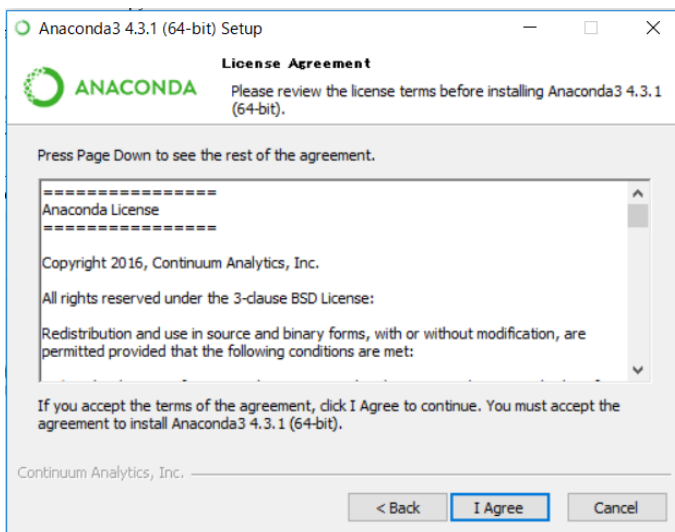 Anaconda3 4.3.1 (64-bit) Setup
License Agreement
Please review the license terms before installing Anaconda3 4.3.1
(64-bit).
ANACONDA
Press Page Down to see the rest of the agreement.
================
Anaconda License
================
Copyright 2016, Continuum Analytics, Inc.
All rights reserved under the 3-clause BSD License:
Redistribution and use in source and binary forms, with or without modification, are
permitted provided that the following conditions are met:
If you accept the terms of the agreement, click I Agree to continue. You must accept the
agreement to install Anaconda3 4.3.1 (64-bit).
Continuum Analytics, Inc.
< Back
I Agree
Cancel